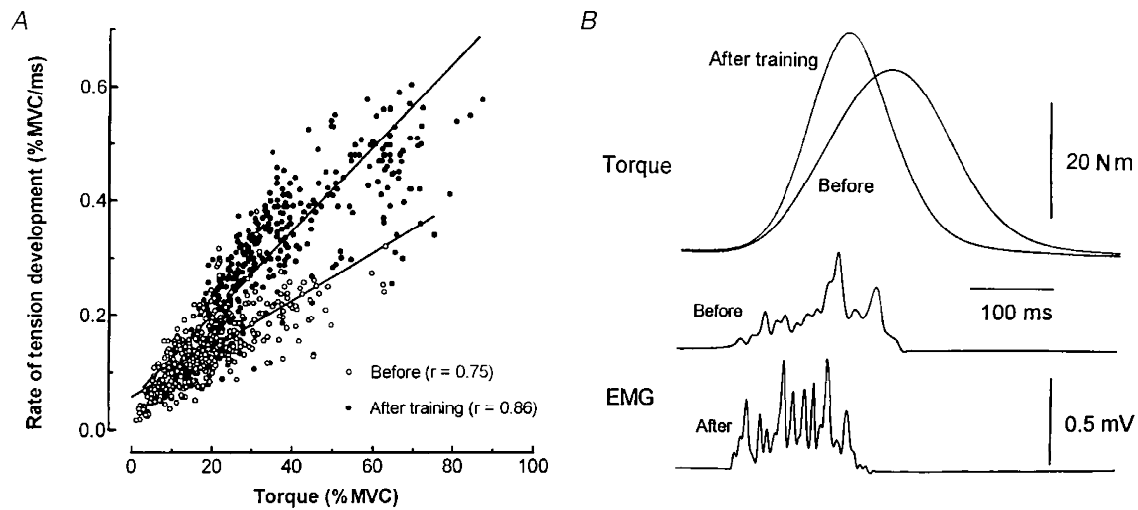 A
Rate of tension development (%MVC/ms)
0.6
0.4
0.2
0.0
0 20 40 60 80 100
Torque (%MVC)
Before (r = 0.75)
After training (r = 0.86)
B
After training
Before
Torque
20 Nm
100 ms
Before
EMG
After
0.5 mV